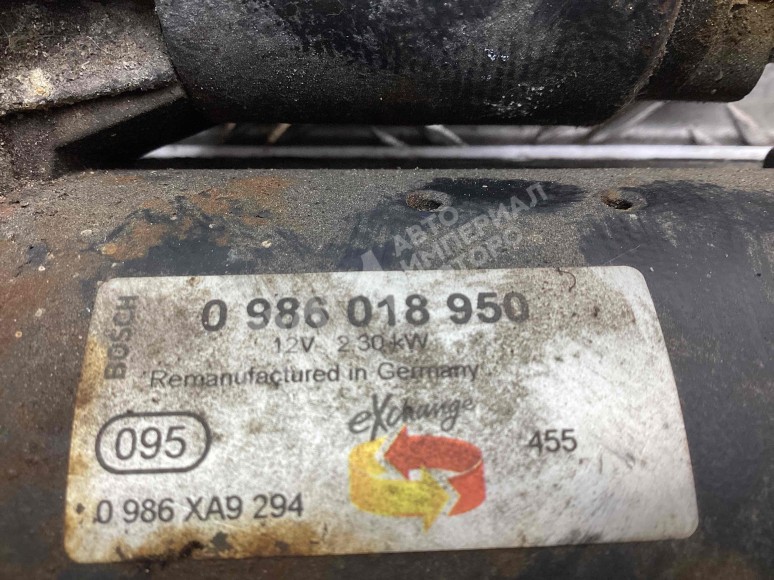 АВТО
ИМПЕРИАЛ
МОТОРС
BOSCH
0 986 018 950
12V 2.30 kW
Remanufactured in Germany
eXchange
095
455
0 986 XA9 294